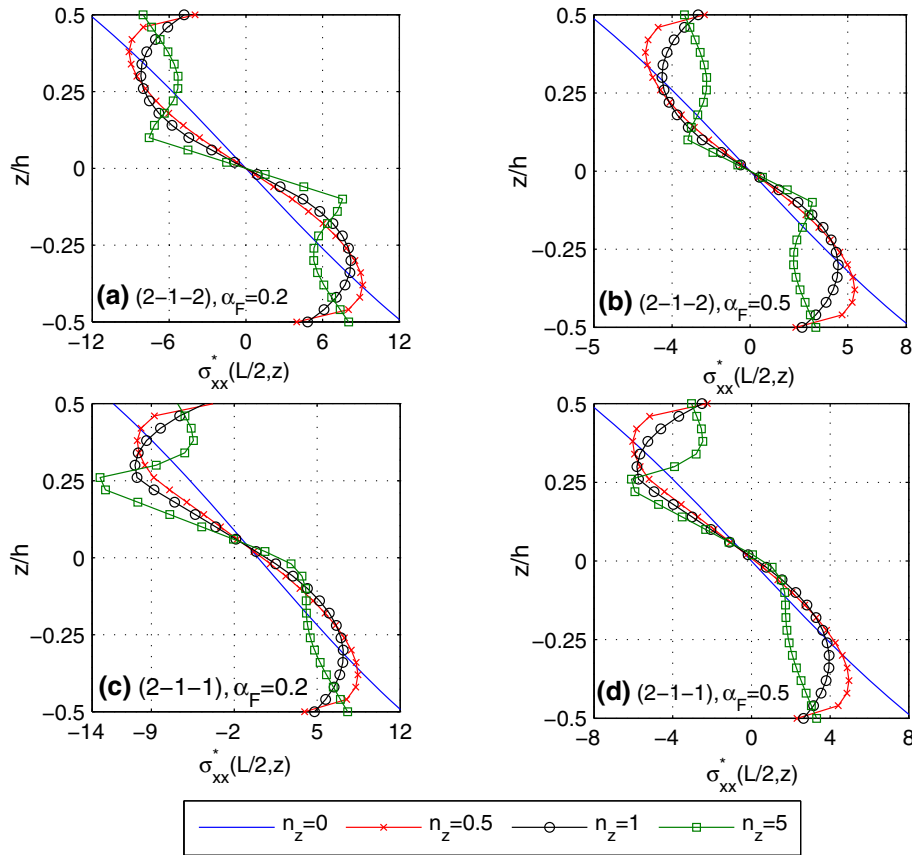 0.5
0.25
0
−0.25
−0.5
z/h
(a) (2−1−2), α_F=0.2
−12 −6 0 6 12
σ*_xx(L/2,z)
0.5
0.25
0
−0.25
−0.5
z/h
(b) (2−1−2), α_F=0.5
−5 −5 0 5 8
σ*_xx(L/2,z)
0.5
0.25
0
−0.25
−0.5
z/h
(c) (2−1−1), α_F=0.2
−14 −9 −2 5 12
σ*_xx(L/2,z)
0.5
0.25
0
−0.25
−0.5
z/h
(d) (2−1−1), α_F=0.5
−8 −4 0 4 8
σ*_xx(L/2,z)
n_z=0 n_z=0.5 n_z=1 n_z=5